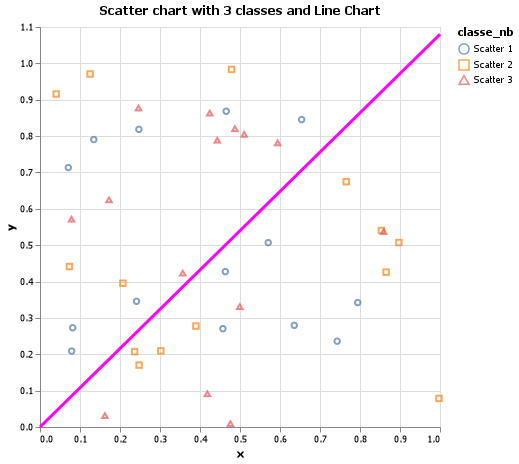 Scatter chart with 3 classes and Line Chart
classe_nb
Scatter 1
Scatter 2
Scatter 3
1.1
1.0
0.9
0.8
0.7
0.6
0.5
0.4
0.3
0.2
0.1
0.0
y
0.0 0.1 0.2 0.3 0.4 0.5 0.6 0.7 0.8 0.9 1.0
x